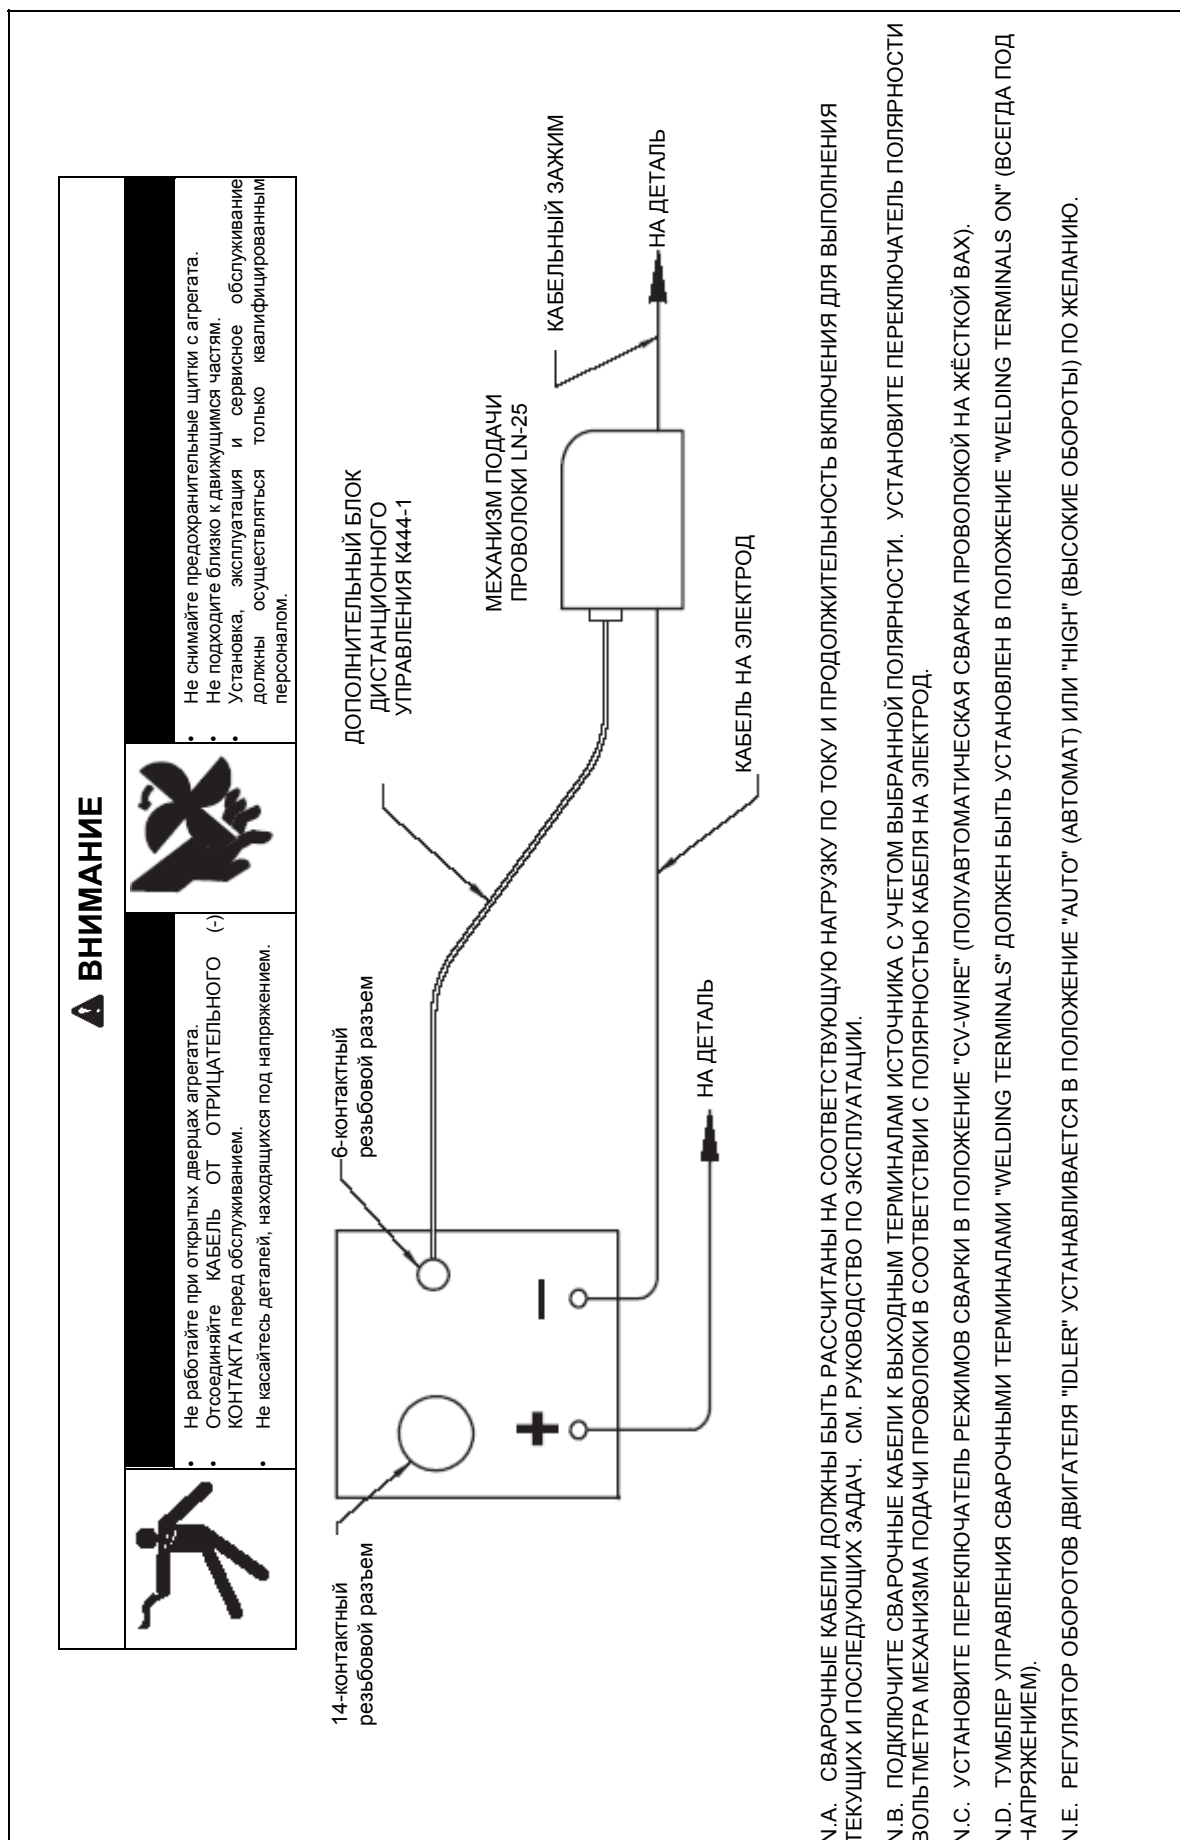 ВНИМАНИЕ
• Не работайте при открытых дверцах агрегата.
• Отсоединяйте КАБЕЛЬ ОТ ОТРИЦАТЕЛЬНОГО (-)
КОНТАКТА перед обслуживанием.
• Не касайтесь деталей, находящихся под напряжением.
• Не снимайте предохранительные щитки с агрегата.
• Не подходите близко к движущимся частям.
• Установка, эксплуатация и сервисное обслуживание
должны осуществляться только квалифицированным
персоналом.
14-контактный
резьбовой разъем
6-контактный
резьбовой разъем
ДОПОЛНИТЕЛЬНЫЙ БЛОК
ДИСТАНЦИОННОГО
УПРАВЛЕНИЯ К444-1
МЕХАНИЗМ ПОДАЧИ
ПРОВОЛОКИ LN-25
КАБЕЛЬНЫЙ ЗАЖИМ
НА ДЕТАЛЬ
+
–
НА ДЕТАЛЬ
КАБЕЛЬ НА ЭЛЕКТРОД
N.A. СВАРОЧНЫЕ КАБЕЛИ ДОЛЖНЫ БЫТЬ РАССЧИТАНЫ НА СООТВЕТСТВУЮЩУЮ НАГРУЗКУ ПО ТОКУ И ПРОДОЛЖИТЕЛЬНОСТЬ ВКЛЮЧЕНИЯ ДЛЯ ВЫПОЛНЕНИЯ
ТЕКУЩИХ И ПОСЛЕДУЮЩИХ ЗАДАЧ. СМ. РУКОВОДСТВО ПО ЭКСПЛУАТАЦИИ.
N.B. ПОДКЛЮЧИТЕ СВАРОЧНЫЕ КАБЕЛИ К ВЫХОДНЫМ ТЕРМИНАЛАМ ИСТОЧНИКА С УЧЕТОМ ВЫБРАННОЙ ПОЛЯРНОСТИ. УСТАНОВИТЕ ПЕРЕКЛЮЧАТЕЛЬ ПОЛЯРНОСТИ
ВОЛЬТМЕТРА МЕХАНИЗМА ПОДАЧИ ПРОВОЛОКИ В СООТВЕТСТВИИ С ПОЛЯРНОСТЬЮ КАБЕЛЯ НА ЭЛЕКТРОД.
N.C. УСТАНОВИТЕ ПЕРЕКЛЮЧАТЕЛЬ РЕЖИМОВ СВАРКИ В ПОЛОЖЕНИЕ "CV-WIRE" (ПОЛУАВТОМАТИЧЕСКАЯ СВАРКА ПРОВОЛОКОЙ НА ЖЁСТКОЙ ВАХ).
N.D. ТУМБЛЕР УПРАВЛЕНИЯ СВАРОЧНЫМИ ТЕРМИНАЛАМИ "WELDING TERMINALS" ДОЛЖЕН БЫТЬ УСТАНОВЛЕН В ПОЛОЖЕНИЕ "WELDING TERMINALS ON" (ВСЕГДА ПОД
НАПРЯЖЕНИЕМ).
N.E. РЕГУЛЯТОР ОБОРОТОВ ДВИГАТЕЛЯ "IDLER" УСТАНАВЛИВАЕТСЯ В ПОЛОЖЕНИЕ "AUTO" (АВТОМАТ) ИЛИ "HIGH" (ВЫСОКИЕ ОБОРОТЫ) ПО ЖЕЛАНИЮ.